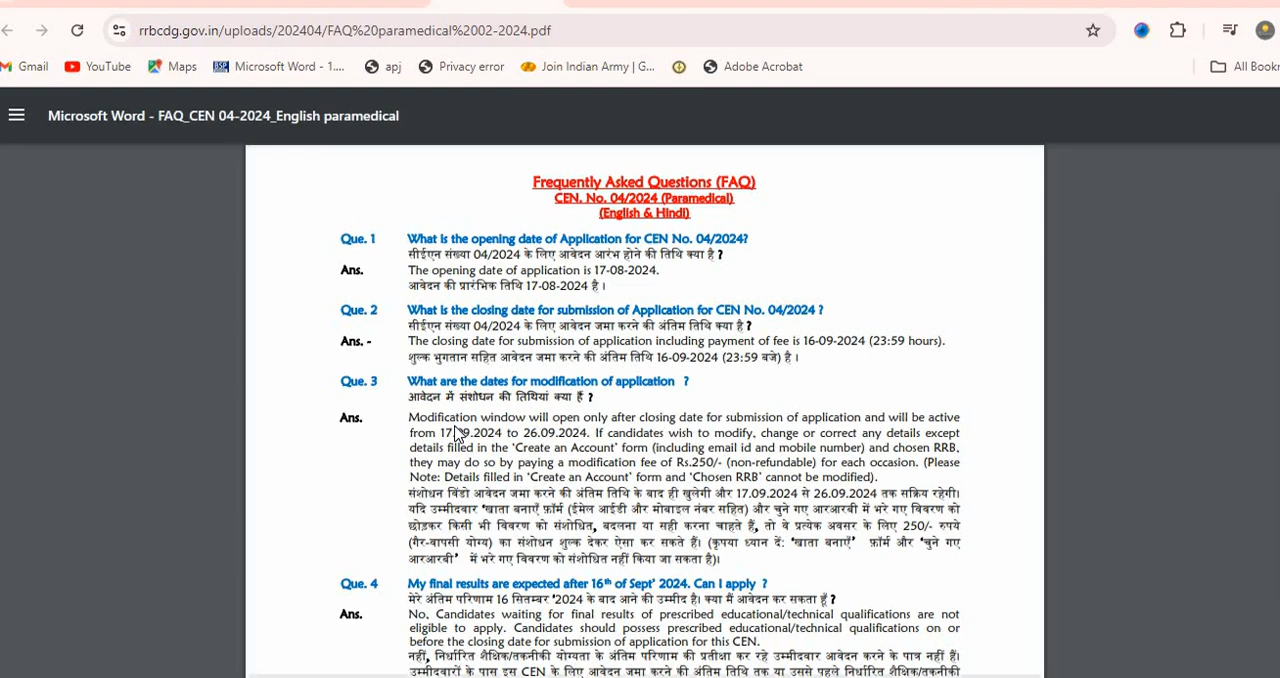 rrbcdg.gov.in/uploads/202404/FAQ%20paramedical%2002-2024.pdf
Gmail YouTube Maps Microsoft Word - 1.... apj Privacy error Join Indian Army | G... Adobe Acrobat All Bookm
Microsoft Word - FAQ_CEN 04-2024_English paramedical
Frequently Asked Questions (FAQ)
CEN. No. 04/2024 (Paramedical)
(English & Hindi)
Que. 1 What is the opening date of Application for CEN No. 04/2024?
सीईएन संख्या 04/2024 के लिए आवेदन आरंभ होने की तिथि क्या है ?
Ans. The opening date of application is 17-08-2024.
आवेदन की प्रारंभिक तिथि 17-08-2024 है ।
Que. 2 What is the closing date for submission of Application for CEN No. 04/2024 ?
सीईएन संख्या 04/2024 के लिए आवेदन जमा करने की अंतिम तिथि क्या है ?
Ans. - The closing date for submission of application including payment of fee is 16-09-2024 (23:59 hours).
शुल्क भुगतान सहित आवेदन जमा करने की अंतिम तिथि 16-09-2024 (23:59 बजे) है ।
Que. 3 What are the dates for modification of application ?
आवेदन में संशोधन की तिथियां क्या हैं ?
Ans. Modification window will open only after closing date for submission of application and will be active
from 17.09.2024 to 26.09.2024. If candidates wish to modify, change or correct any details except
details filled in the ‘Create an Account’ form (including email id and mobile number) and chosen RRB,
they may do so by paying a modification fee of Rs.250/- (non-refundable) for each occasion. (Please
Note: Details filled in ‘Create an Account’ form and ‘Chosen RRB’ cannot be modified).
संशोधन विंडो आवेदन जमा करने की अंतिम तिथि के बाद ही खुलेगी और 17.09.2024 से 26.09.2024 तक सक्रिय रहेगी।
यदि उम्मीदवार ‘खाता बनाएँ’ फ़ॉर्म (ईमेल आईडी और मोबाइल नंबर सहित) और चुने गए आरआरबी में भरे गए विवरण को
छोड़कर किसी भी विवरण को संशोधित, बदलना या सही करना चाहते हैं, तो वे प्रत्येक अवसर के लिए 250/- रुपये
(गैर-वापसी योग्य) का संशोधन शुल्क देकर ऐसा कर सकते हैं। (कृपया ध्यान दें: ‘खाता बनाएँ’ फ़ॉर्म और ‘चुने गए
आरआरबी’ में भरे गए विवरण को संशोधित नहीं किया जा सकता है)।
Que. 4 My final results are expected after 16th of Sept’ 2024. Can I apply ?
मेरे अंतिम परिणाम 16 सितम्बर ’2024 के बाद आने की उम्मीद है। क्या मैं आवेदन कर सकता हूँ ?
Ans. No, Candidates waiting for final results of prescribed educational/technical qualifications are not
eligible to apply. Candidates should possess prescribed educational/technical qualifications on or
before the closing date for submission of application for this CEN.
नहीं, निर्धारित शैक्षिक/तकनीकी योग्यता के अंतिम परिणाम की प्रतीक्षा कर रहे उम्मीदवार आवेदन करने के पात्र नहीं हैं।
उम्मीदवारों के पास इस CEN के लिए आवेदन जमा करने की अंतिम तिथि तक या उससे पहले निर्धारित शैक्षिक/तकनीकी